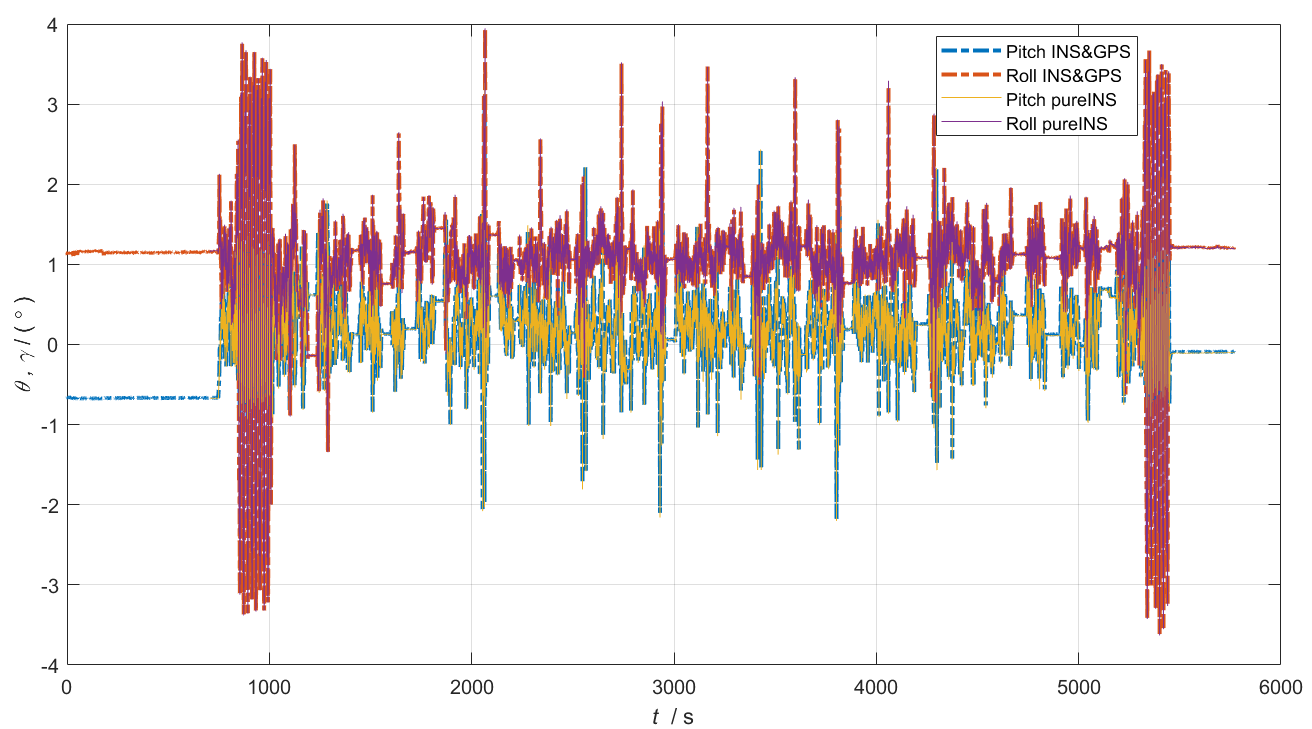 4
3
2
1
0
-1
-2
-3
-4
θ , γ / ( ° )
Pitch INS&GPS
Roll INS&GPS
Pitch pureINS
Roll pureINS
0 1000 2000 3000 4000 5000 6000
t / s